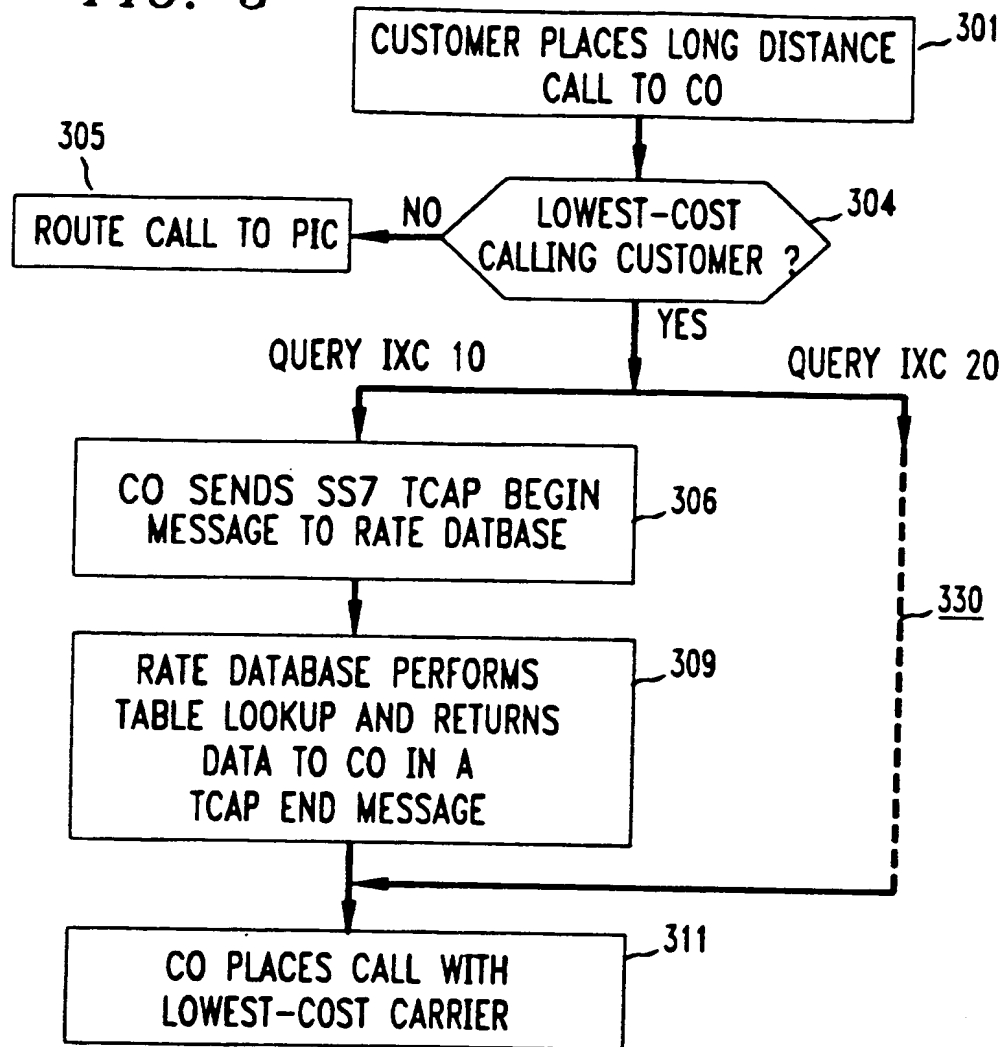 CUSTOMER PLACES LONG DISTANCE
CALL TO CO
301
305
ROUTE CALL TO PIC
NO
LOWEST-COST
CALLING CUSTOMER ?
304
YES
QUERY IXC 10
QUERY IXC 20
CO SENDS SS7 TCAP BEGIN
MESSAGE TO RATE DATBASE
306
330
RATE DATABASE PERFORMS
TABLE LOOKUP AND RETURNS
DATA TO CO IN A
TCAP END MESSAGE
309
CO PLACES CALL WITH
LOWEST-COST CARRIER
311